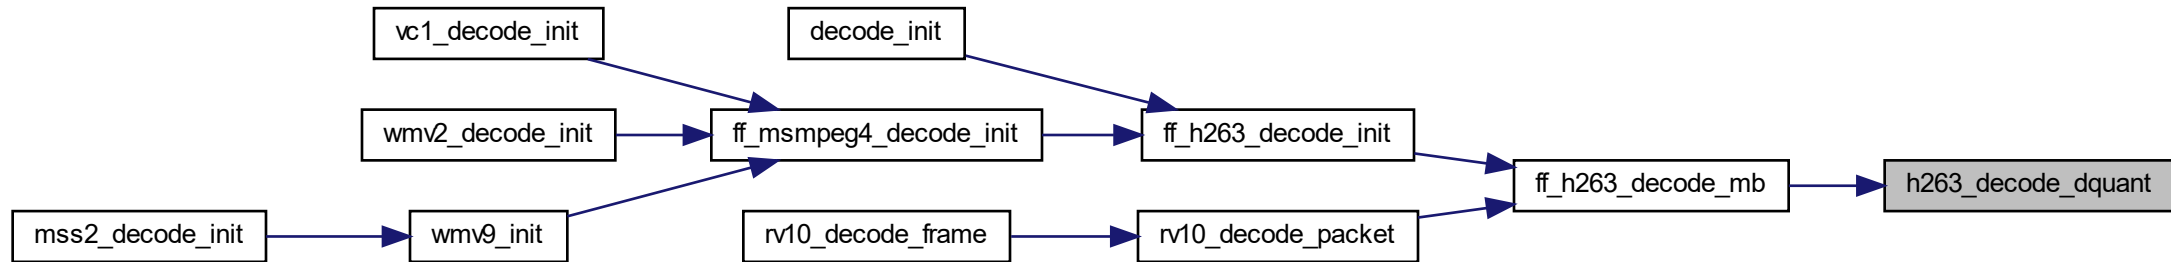 vc1_decode_init
decode_init
wmv2_decode_init
ff_msmpeg4_decode_init
ff_h263_decode_init
ff_h263_decode_mb
h263_decode_dquant
mss2_decode_init
wmv9_init
rv10_decode_frame
rv10_decode_packet